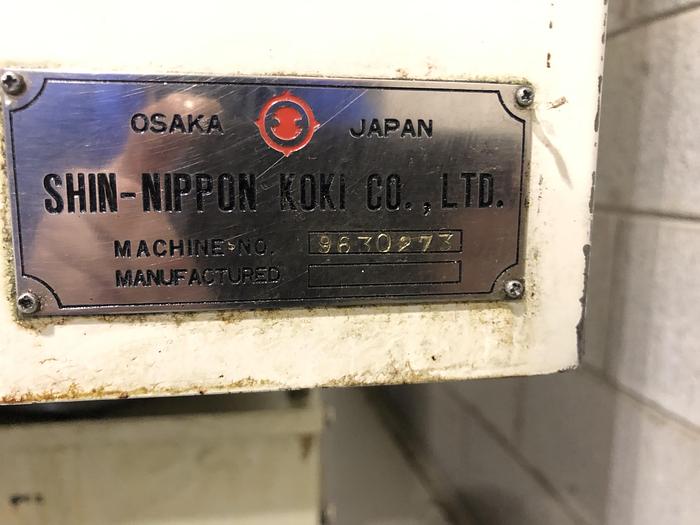 OSAKA JAPAN
SHIN-NIPPON KOKI CO., LTD.
MACHINE NO. 9630273
MANUFACTURED